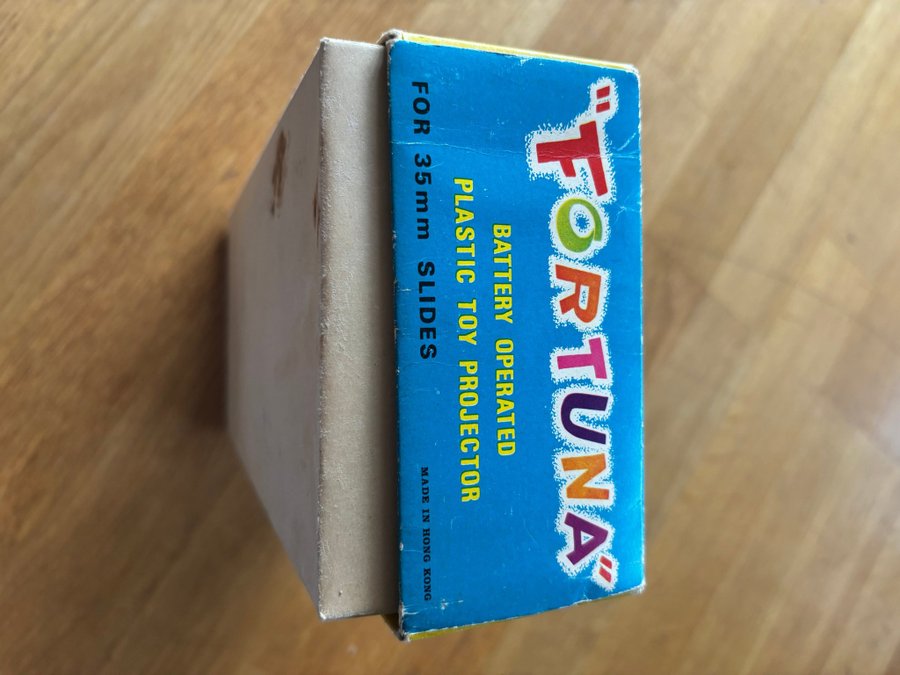 "FORTUNA"
BATTERY OPERATED
PLASTIC TOY PROJECTOR
FOR 35mm SLIDES
MADE IN HONG KONG